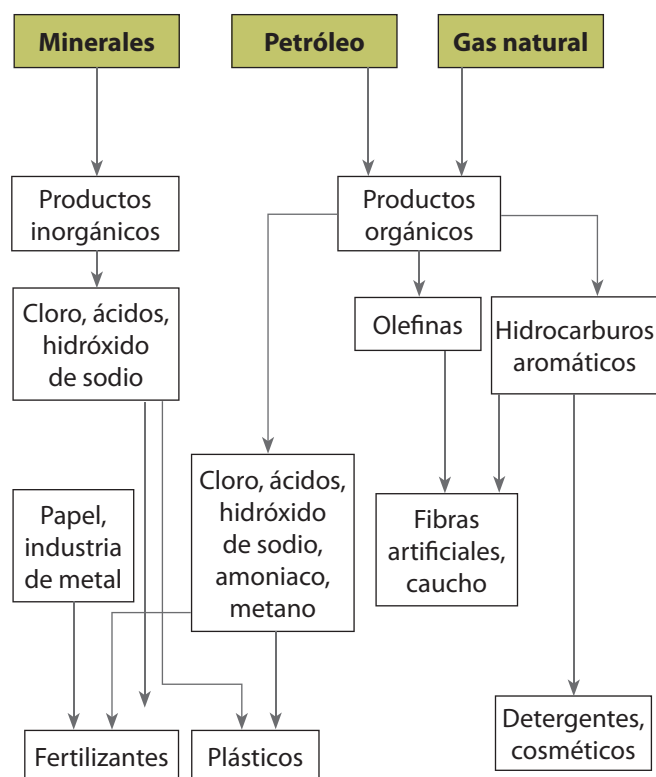 Minerales
Petróleo
Gas natural
Productos
inorgánicos
Productos
orgánicos
Cloro, ácidos,
hidróxido
de sodio
Olefinas
Hidrocarburos
aromáticos
Papel,
industria
de metal
Cloro, ácidos,
hidróxido
de sodio,
amoniaco,
metano
Fibras
artificiales,
caucho
Fertilizantes
Plásticos
Detergentes,
cosméticos